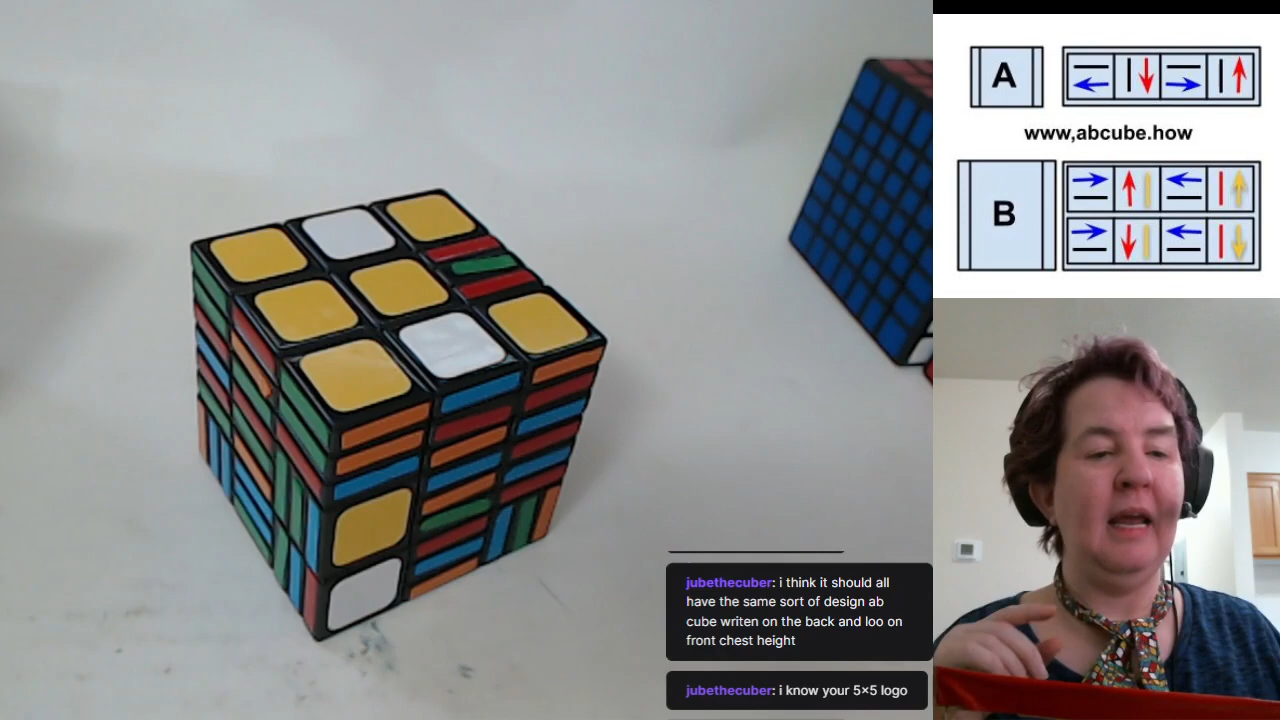 A
www,abcube.how
B
jubethecuber: i think it should all
have the same sort of design ab
cube writen on the back and loo on
front chest height
jubethecuber: i know your 5×5 logo